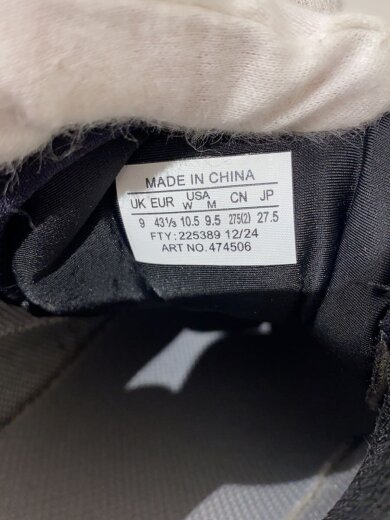 MADE IN CHINA
UK EUR USA W M CN JP
9 43⅓ 10.5 9.5 275(2) 27.5
FTY: 225389 12/24
ART NO.474506